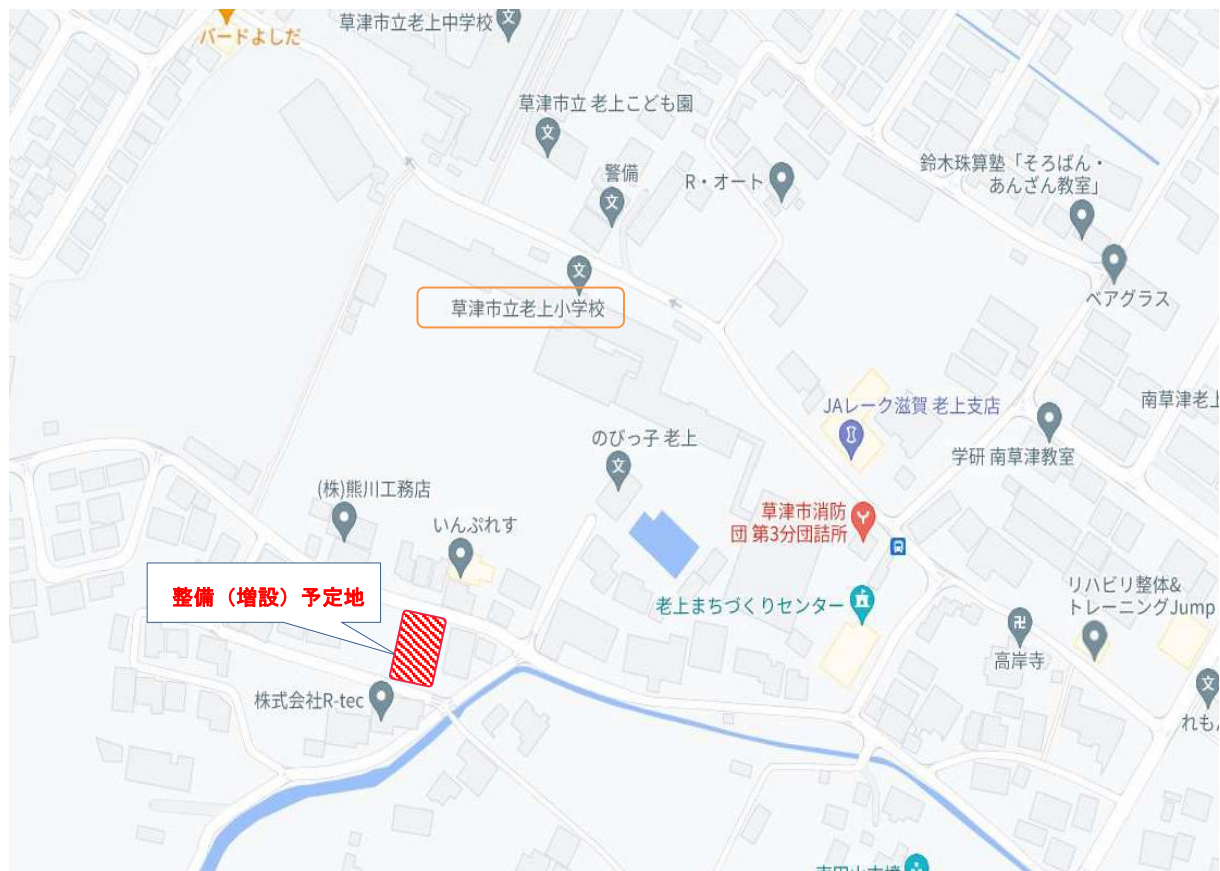 草津市立老上中学校
バードよしだ
草津市立 老上こども園
警備
R・オート
鈴木珠算塾「そろばん・
あんざん教室」
ベアグラス
草津市立老上小学校
JAレーク滋賀 老上支店
南草津老上
学研 南草津教室
のびっ子 老上
(株)熊川工務店
いんぷれす
草津市消防
団 第3分団詰所
整備（増設）予定地
老上まちづくりセンター
リハビリ整体&
トレーニングJump
高岸寺
株式会社R-tec
れもん